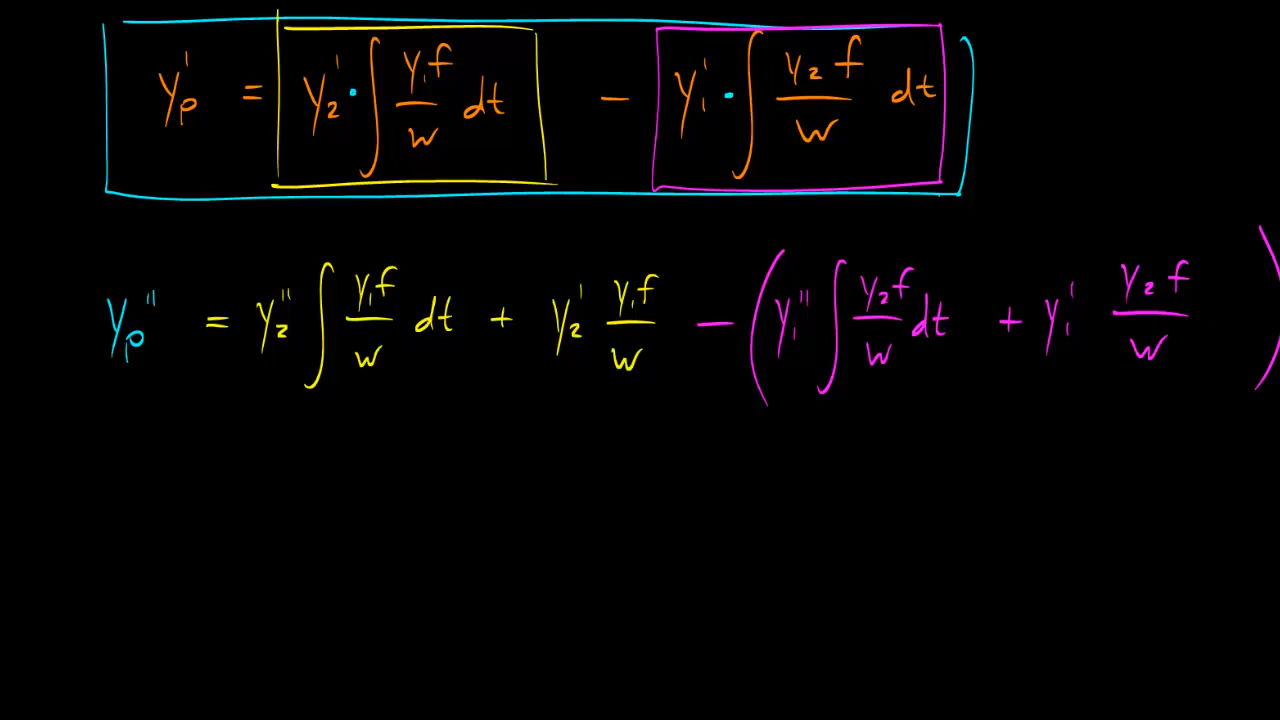 y_p' = y_2' · ∫ y_1 f / w dt − y_1' · ∫ y_2 f / w dt
y_p'' = y_2'' ∫ y_1 f / w dt + y_2' y_1 f / w − ( y_1'' ∫ y_2 f / w dt + y_1' y_2 f / w )